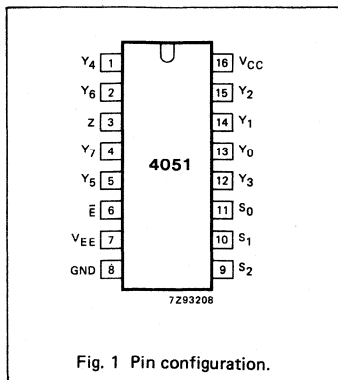 Y4 1 16 VCC
Y6 2 15 Y2
Z 3 14 Y1
Y7 4 13 Y0
4051
Y5 5 12 Y3
E̅ 6 11 S0
VEE 7 10 S1
GND 8 9 S2
7Z93208
Fig. 1 Pin configuration.